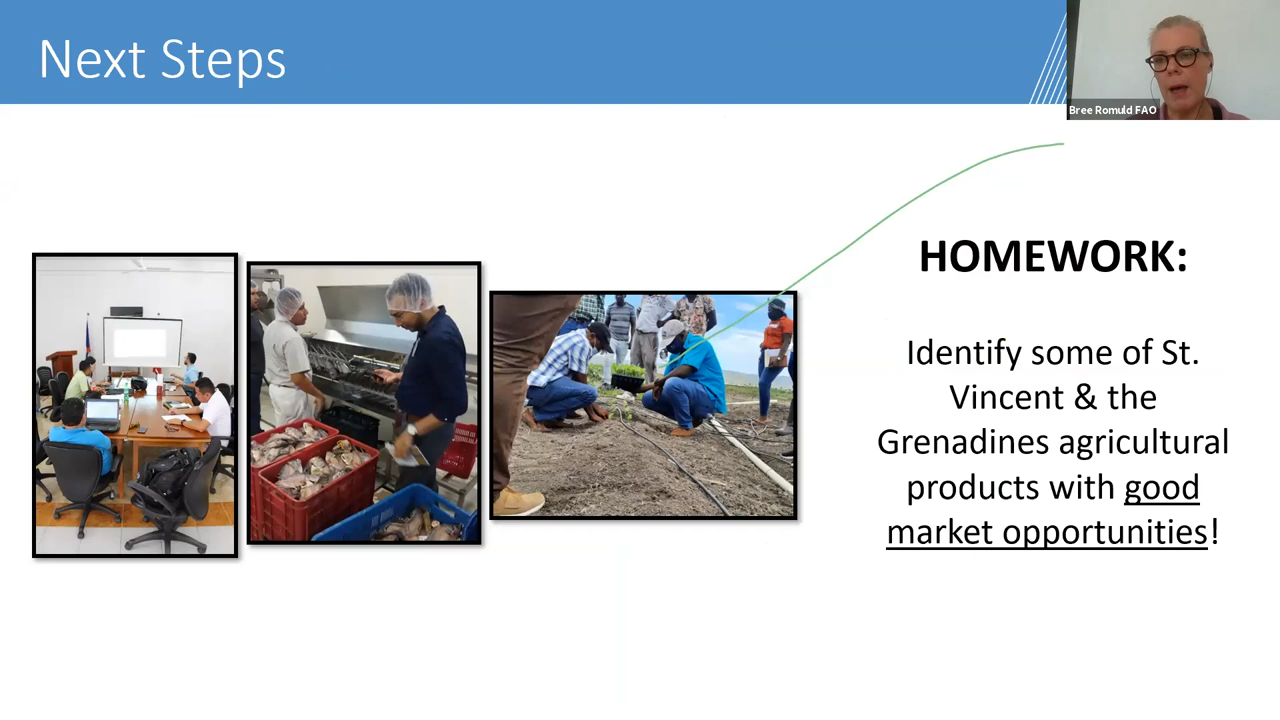 Next Steps
Bree Romuld FAO
HOMEWORK:
Identify some of St.
Vincent & the
Grenadines agricultural
products with good
market opportunities!